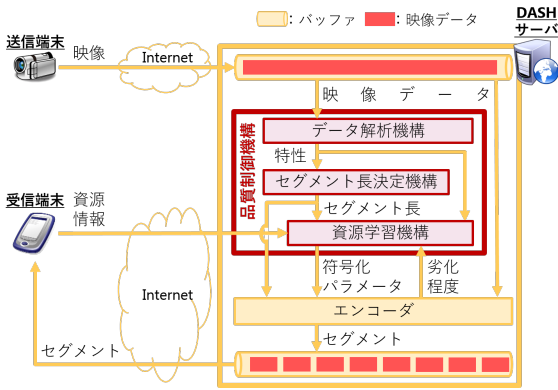 ：バッファ
：映像データ
DASH
サーバ
送信端末
映像
Internet
映像データ
データ解析機構
特性
品質制御機構
セグメント長決定機構
セグメント長
受信端末
資源
情報
資源学習機構
符号化
パラメータ
劣化
程度
Internet
エンコーダ
セグメント
セグメント